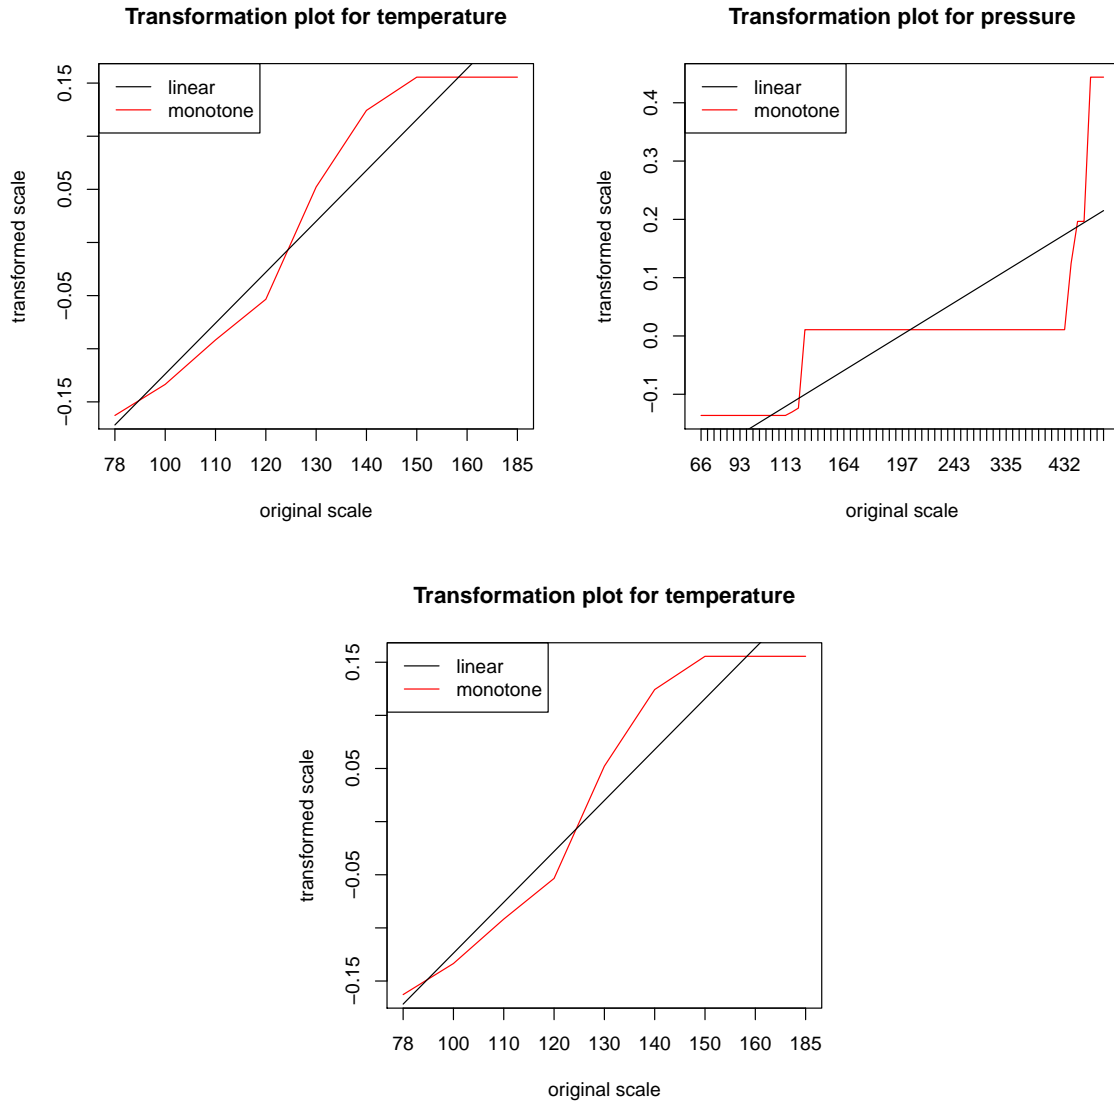 Transformation plot for temperature
linear
monotone
transformed scale
0.15
0.05
−0.05
−0.15
78 100 110 120 130 140 150 160 185
original scale
Transformation plot for pressure
linear
monotone
transformed scale
0.4
0.3
0.2
0.1
0.0
−0.1
66 93 113 164 197 243 335 432
original scale
Transformation plot for temperature
linear
monotone
transformed scale
0.15
0.05
−0.05
−0.15
78 100 110 120 130 140 150 160 185
original scale